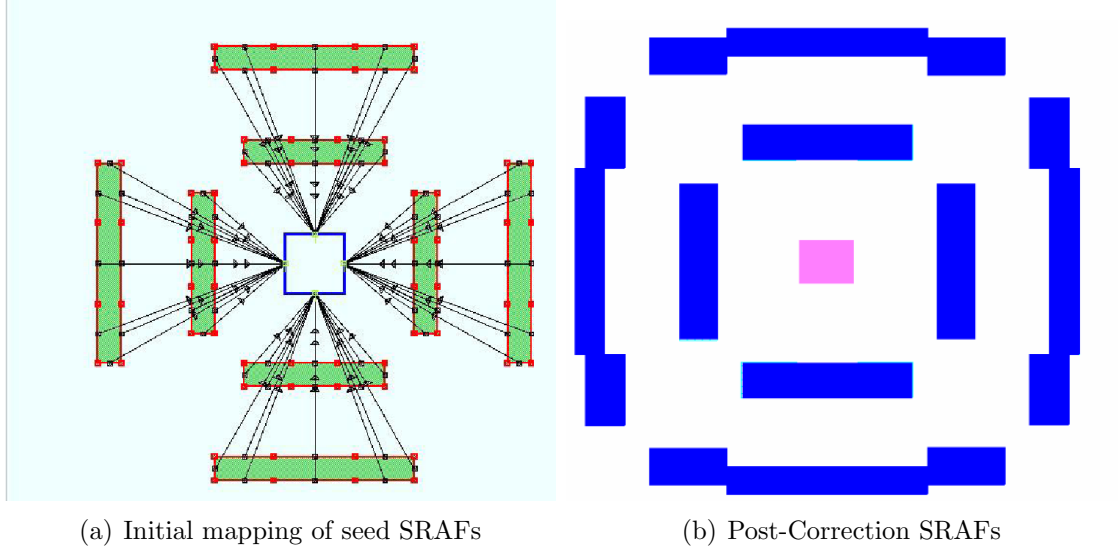 (a) Initial mapping of seed SRAFs
(b) Post-Correction SRAFs